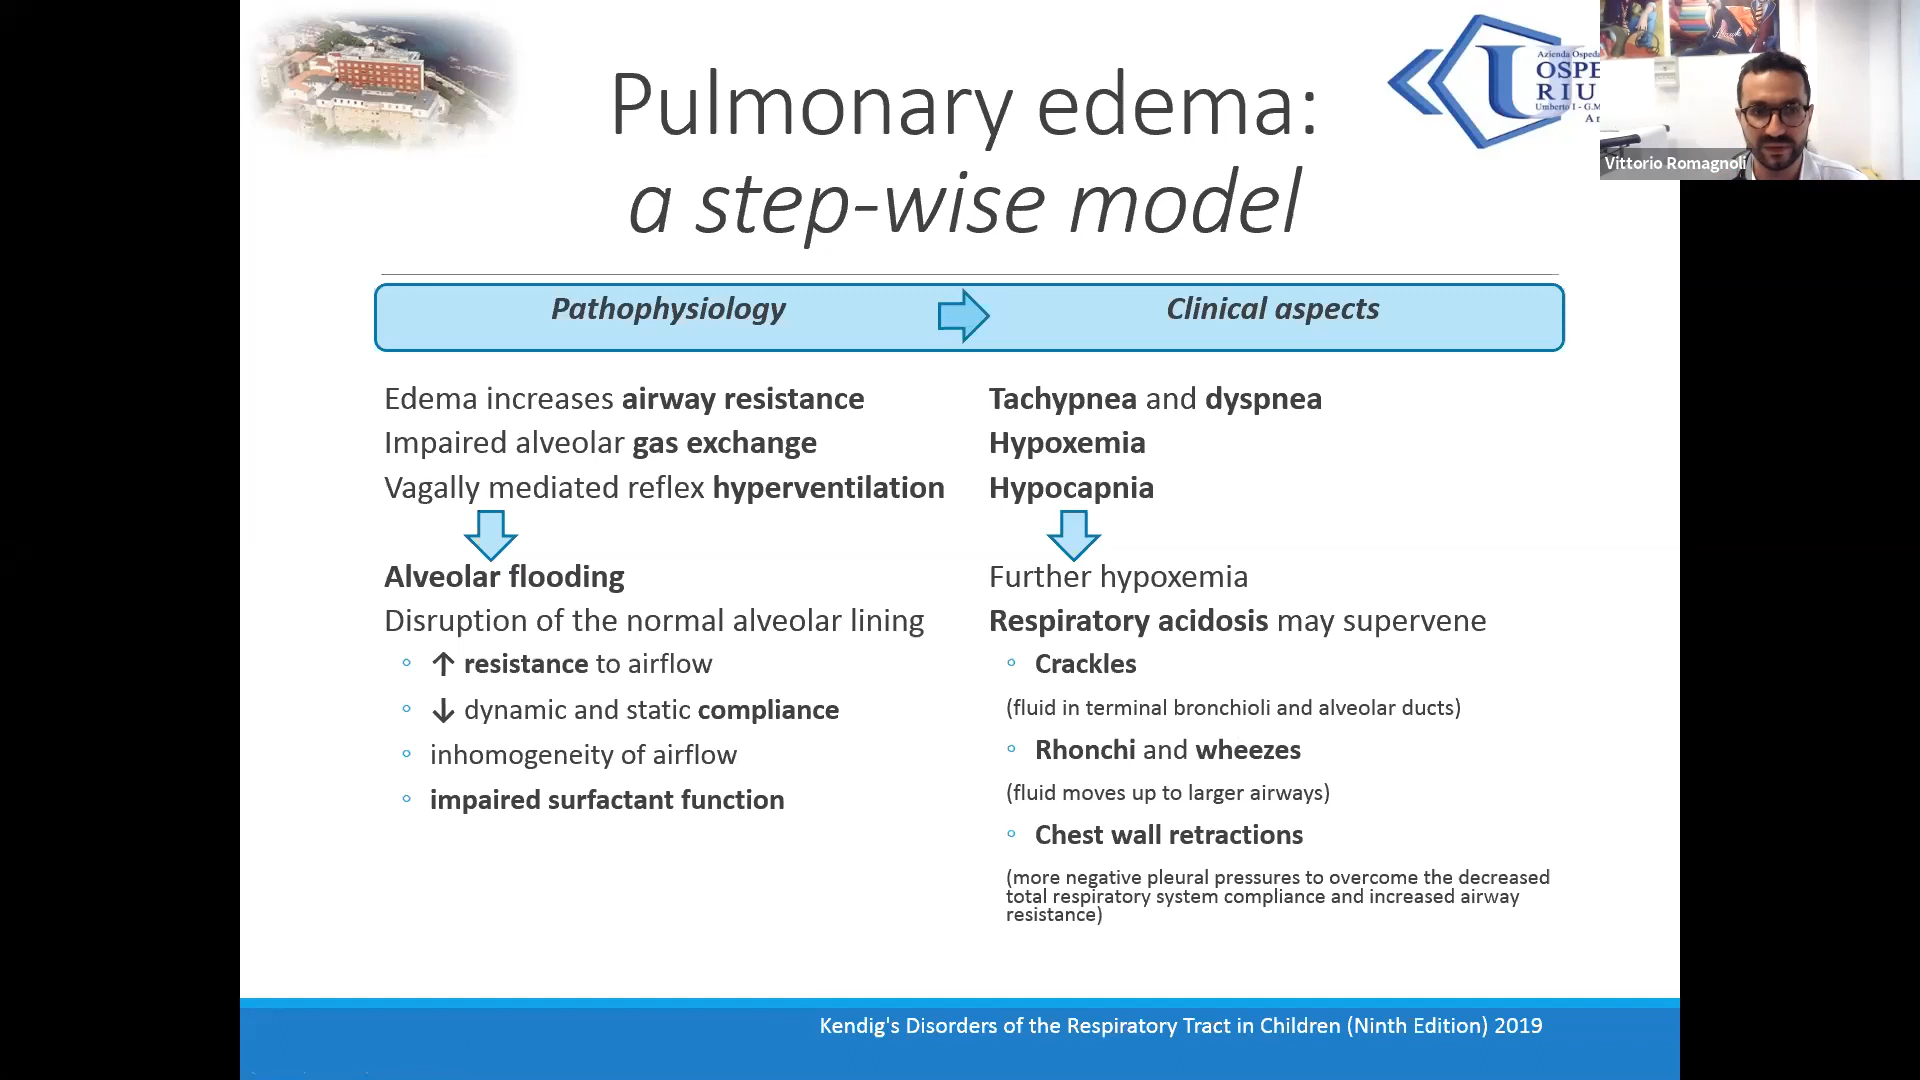 Pulmonary edema:
a step-wise model
Azienda Ospeda
OSPE
RIU
Umberto I - G.M
An
Vittorio Romagnoli
Pathophysiology
Clinical aspects
Edema increases airway resistance
Impaired alveolar gas exchange
Vagally mediated reflex hyperventilation
Alveolar flooding
Disruption of the normal alveolar lining
↑ resistance to airflow
↓ dynamic and static compliance
inhomogeneity of airflow
impaired surfactant function
Tachypnea and dyspnea
Hypoxemia
Hypocapnia
Further hypoxemia
Respiratory acidosis may supervene
Crackles
(fluid in terminal bronchioli and alveolar ducts)
Rhonchi and wheezes
(fluid moves up to larger airways)
Chest wall retractions
(more negative pleural pressures to overcome the decreased
total respiratory system compliance and increased airway
resistance)
Kendig's Disorders of the Respiratory Tract in Children (Ninth Edition) 2019